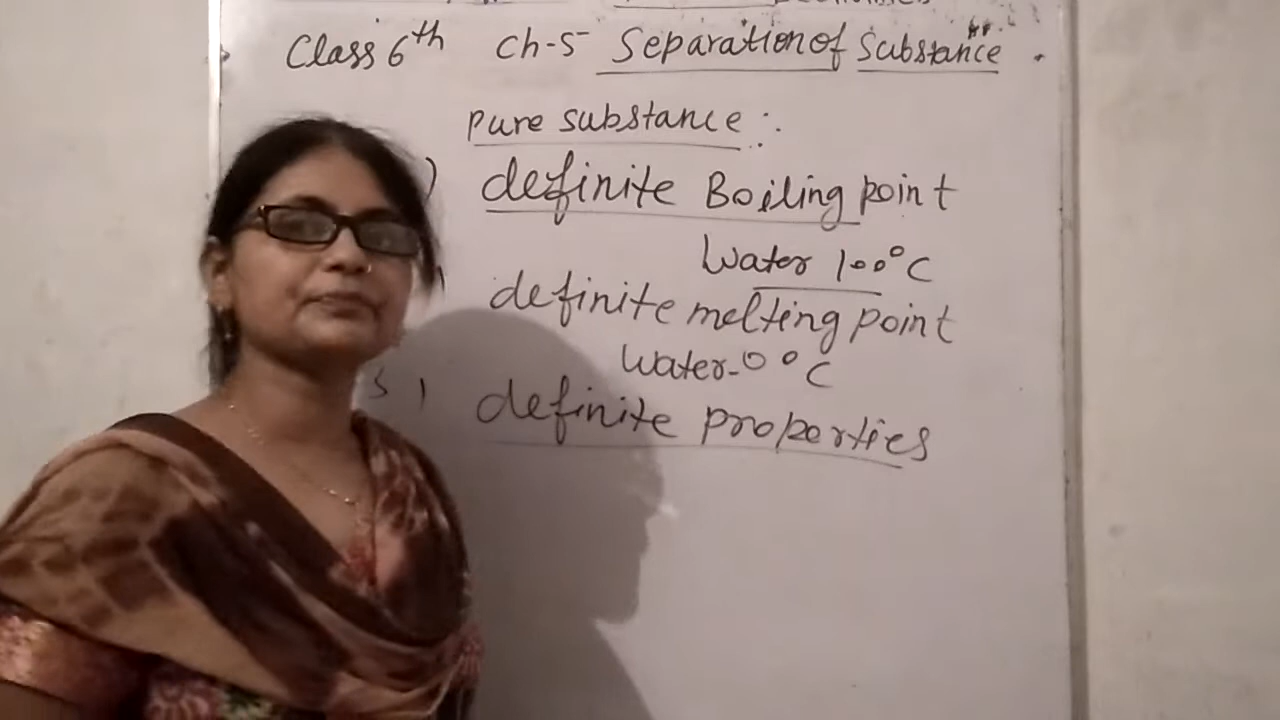 Class 6th Ch-5 Separation of Substance
Pure substance :.
) definite Boiling point
Water 100°C
definite melting point
Water-0°C
3) definite properties